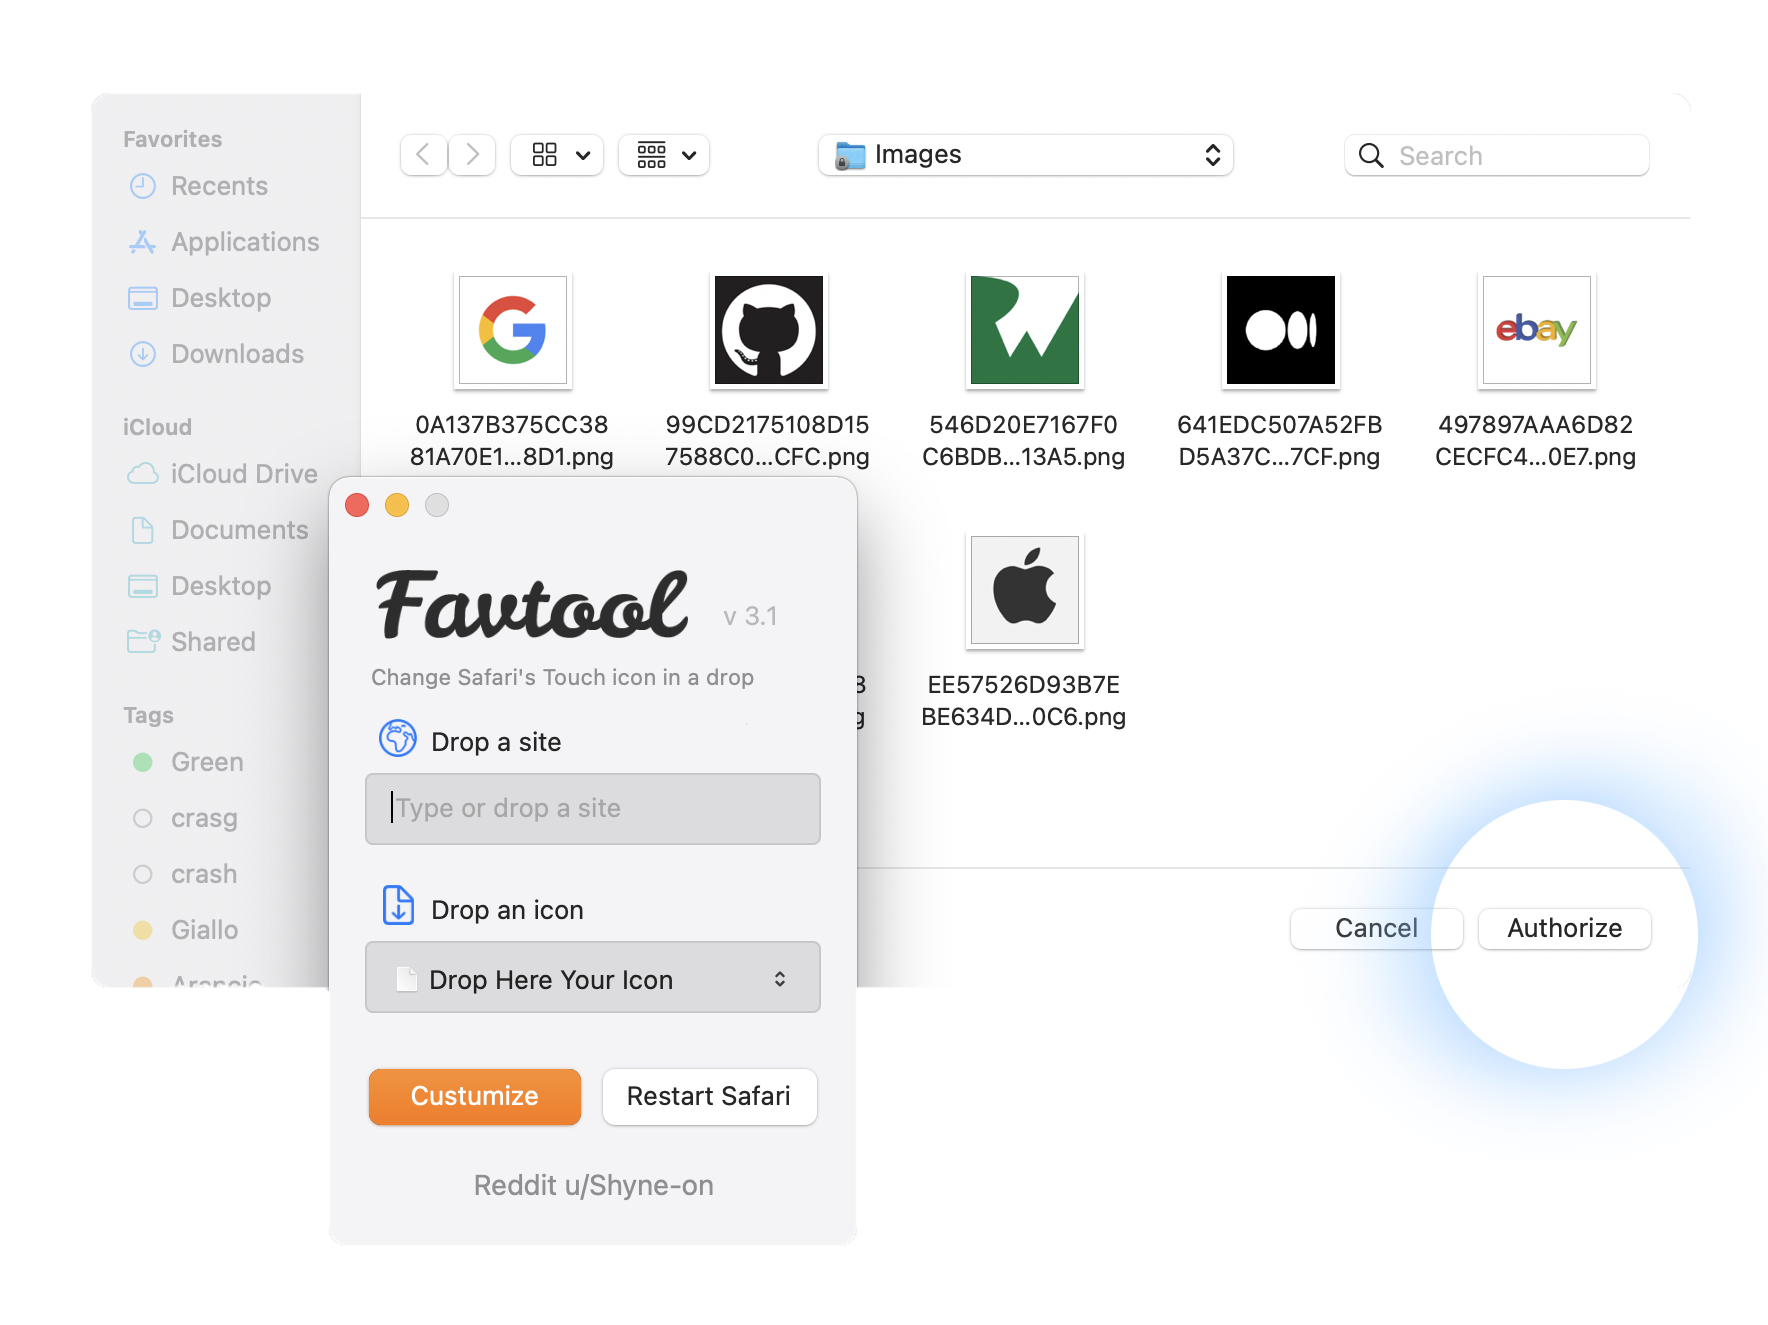 Favorites
Recents
Applications
Desktop
Downloads
iCloud
iCloud Drive
Documents
Desktop
Shared
Tags
Green
crasg
crash
Giallo
Images
Search
ebay
0A137B375CC38
81A70E1...8D1.png
99CD2175108D15
7588C0...CFC.png
546D20E7167F0
C6BDB...13A5.png
641EDC507A52FB
D5A37C...7CF.png
497897AAA6D82
CECFC4...0E7.png
EE57526D93B7E
BE634D...0C6.png
Cancel
Authorize
Favtool
v 3.1
Change Safari's Touch icon in a drop
Drop a site
Type or drop a site
Drop an icon
Drop Here Your Icon
Custumize
Restart Safari
Reddit u/Shyne-on